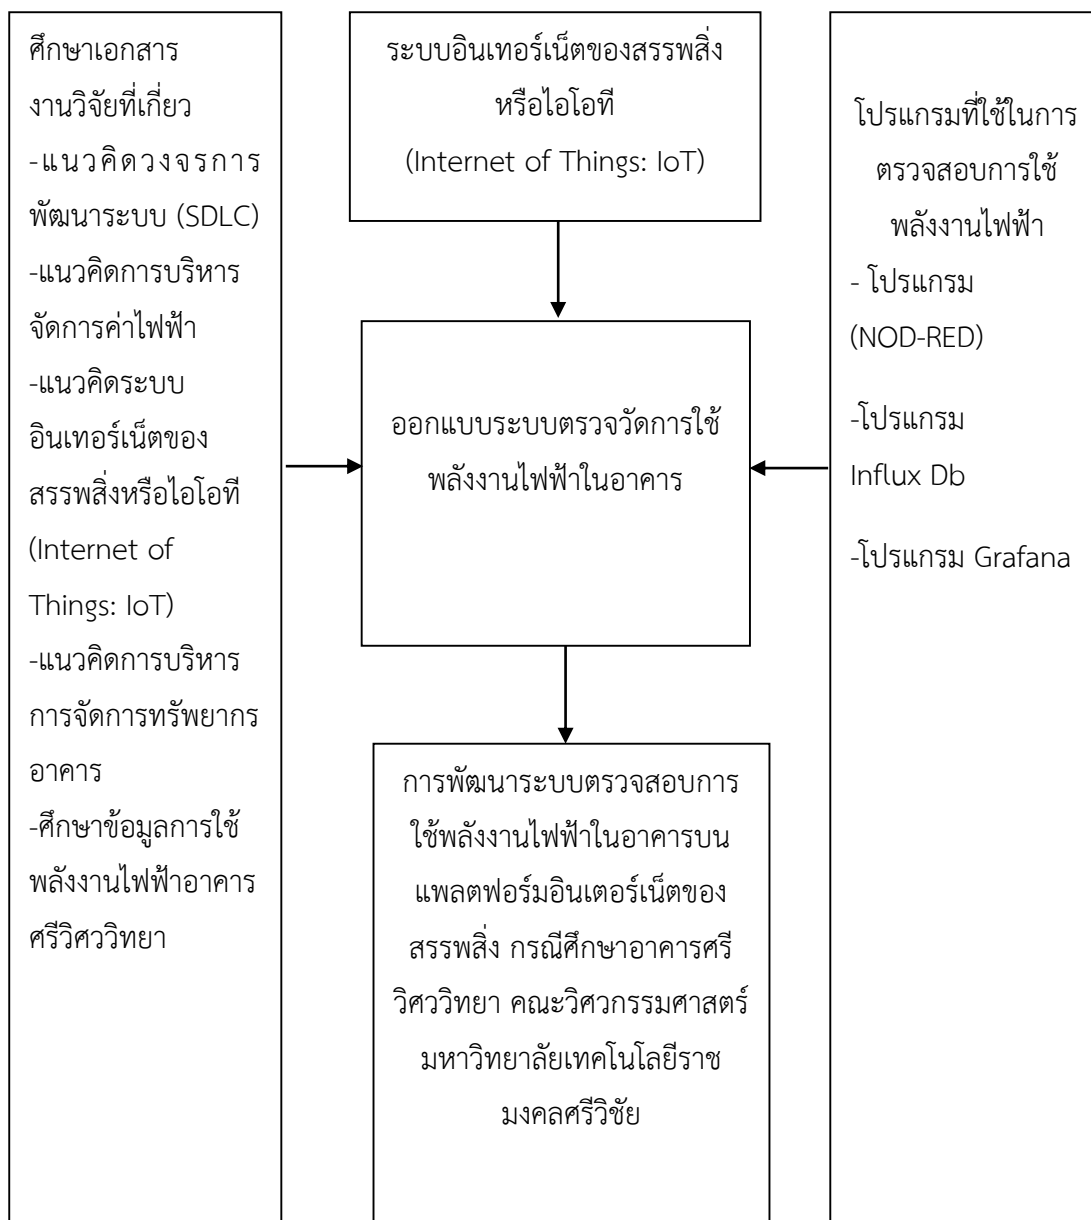 ศึกษาเอกสาร
งานวิจัยที่เกี่ยว
-แนวคิดวงจรการ
พัฒนาระบบ (SDLC)
-แนวคิดการบริหาร
จัดการค่าไฟฟ้า
-แนวคิดระบบ
อินเทอร์เน็ตของ
สรรพสิ่งหรือไอโอที
(Internet of
Things: IoT)
-แนวคิดการบริหาร
การจัดการทรัพยากร
อาคาร
-ศึกษาข้อมูลการใช้
พลังงานไฟฟ้าอาคาร
ศรีวิศววิทยา
ระบบอินเทอร์เน็ตของสรรพสิ่ง
หรือไอโอที
(Internet of Things: IoT)
ออกแบบระบบตรวจวัดการใช้
พลังงานไฟฟ้าในอาคาร
การพัฒนาระบบตรวจสอบการ
ใช้พลังงานไฟฟ้าในอาคารบน
แพลตฟอร์มอินเตอร์เน็ตของ
สรรพสิ่ง กรณีศึกษาอาคารศรี
วิศววิทยา คณะวิศวกรรมศาสตร์
มหาวิทยาลัยเทคโนโลยีราช
มงคลศรีวิชัย
โปรแกรมที่ใช้ในการ
ตรวจสอบการใช้
พลังงานไฟฟ้า
- โปรแกรม
(NOD-RED)
-โปรแกรม
Influx Db
-โปรแกรม Grafana